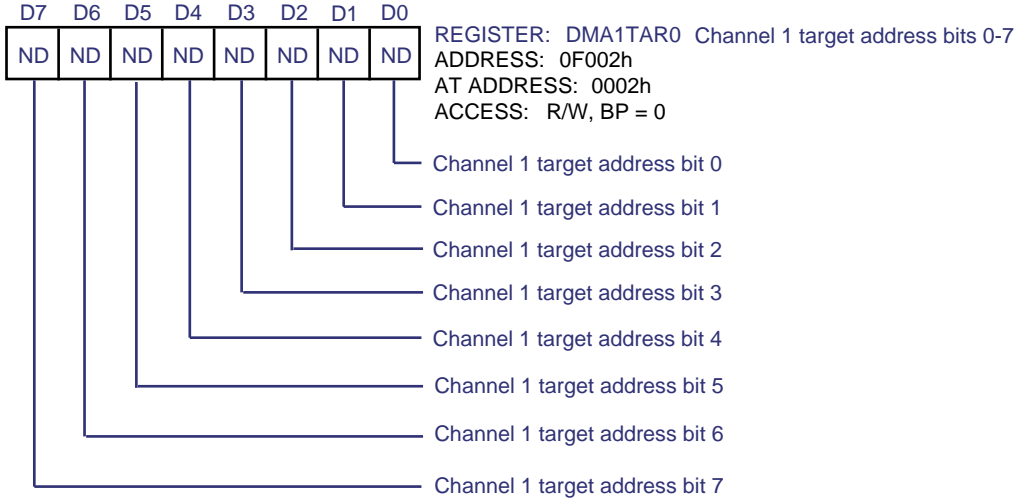 D7 D6 D5 D4 D3 D2 D1 D0
ND ND ND ND ND ND ND ND
REGISTER: DMA1TAR0 Channel 1 target address bits 0-7
ADDRESS: 0F002h
AT ADDRESS: 0002h
ACCESS: R/W, BP = 0
Channel 1 target address bit 0
Channel 1 target address bit 1
Channel 1 target address bit 2
Channel 1 target address bit 3
Channel 1 target address bit 4
Channel 1 target address bit 5
Channel 1 target address bit 6
Channel 1 target address bit 7